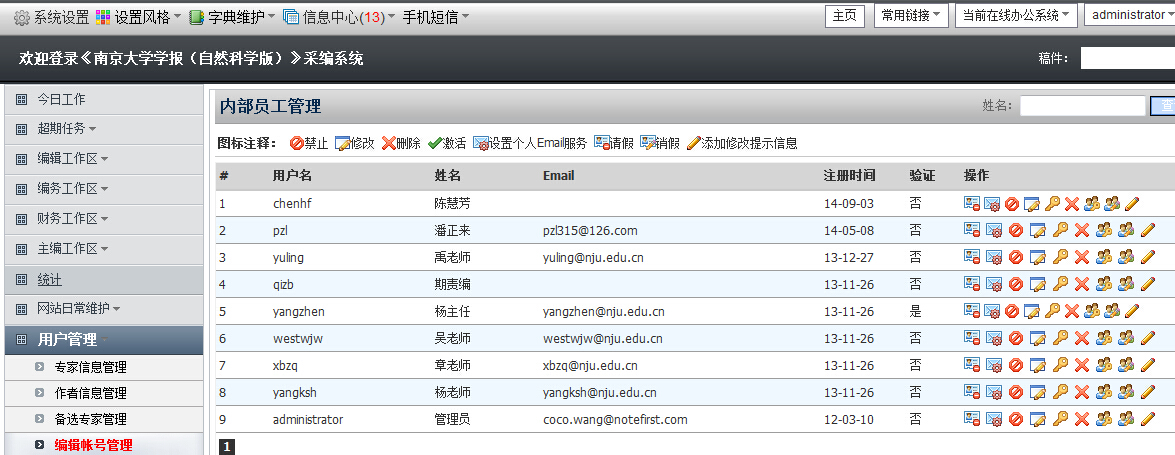 系统设置 设置风格 字典维护 信息中心(13) 手机短信 主页 常用链接 当前在线办公系统 administrator
欢迎登录《南京大学学报（自然科学版）》采编系统 稿件：
今日工作
超期任务
编辑工作区
编务工作区
财务工作区
主编工作区
统计
网站日常维护
用户管理
专家信息管理
作者信息管理
备选专家管理
编辑帐号管理
内部员工管理 姓名：
图标注释： 禁止 修改 删除 激活 设置个人Email服务 请假 销假 添加修改提示信息
# 用户名 姓名 Email 注册时间 验证 操作
1 chenhf 陈慧芳 14-09-03 否
2 pzl 潘正来 pzl315@126.com 14-05-08 否
3 yuling 禹老师 yuling@nju.edu.cn 13-12-27 否
4 qizb 期责编 13-11-26 否
5 yangzhen 杨主任 yangzhen@nju.edu.cn 13-11-26 是
6 westwjw 吴老师 westwjw@nju.edu.cn 13-11-26 否
7 xbzq 章老师 xbzq@nju.edu.cn 13-11-26 否
8 yangksh 杨老师 yangksh@nju.edu.cn 13-11-26 否
9 administrator 管理员 coco.wang@notefirst.com 12-03-10 否
1